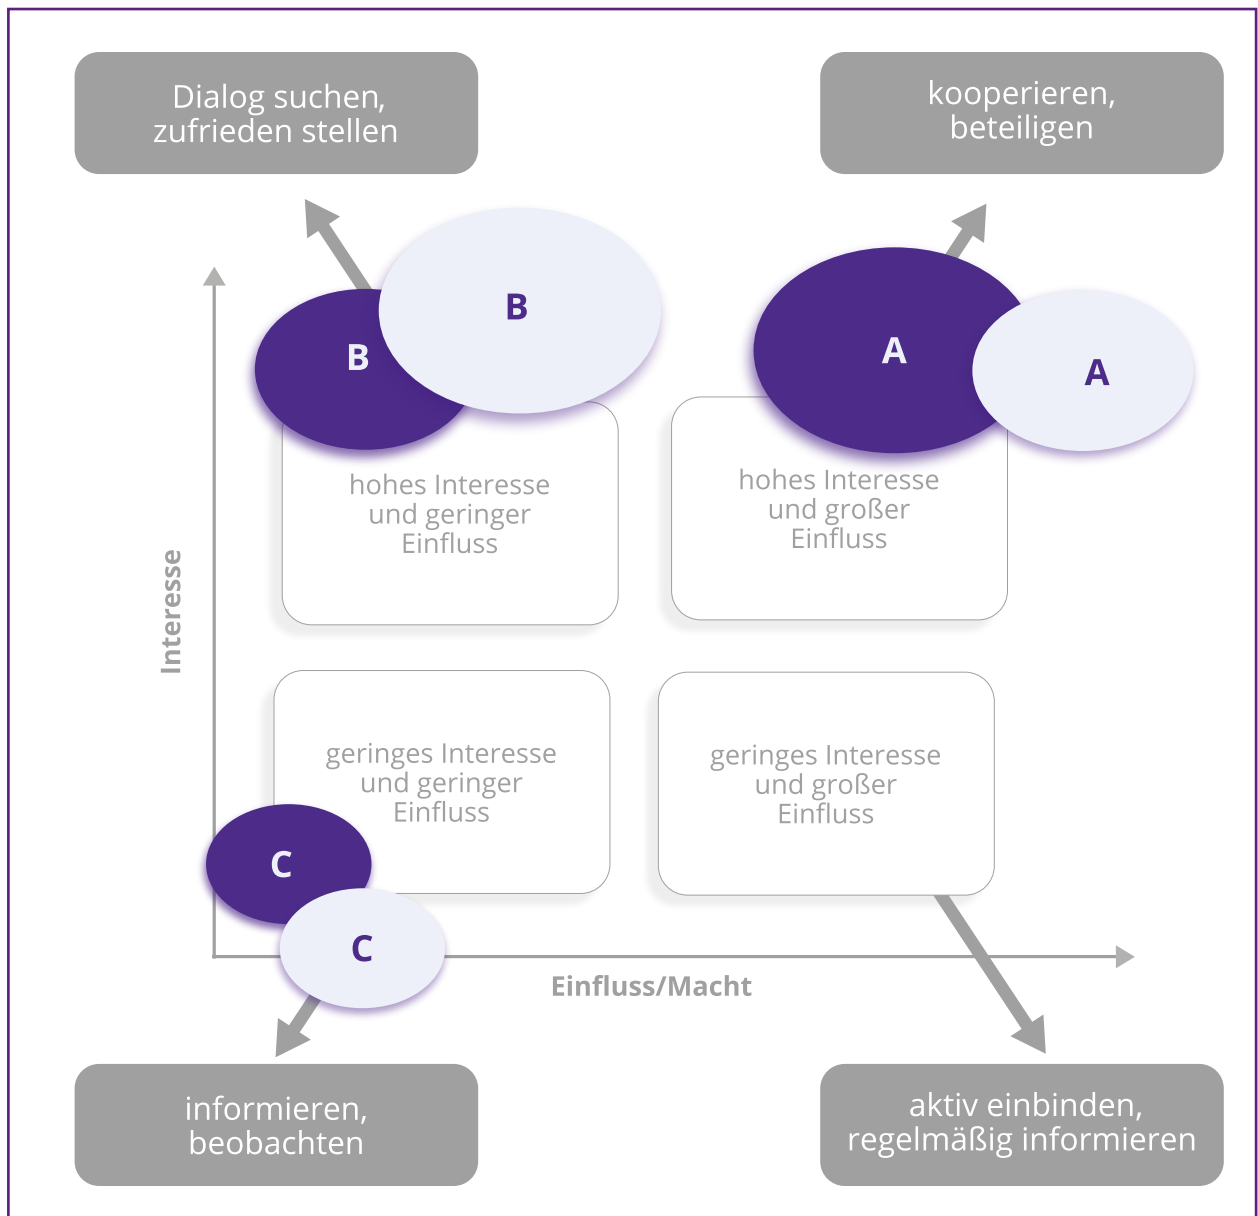 Dialog suchen,
zufrieden stellen
kooperieren,
beteiligen
B
B
A
A
hohes Interesse
und geringer
Einfluss
hohes Interesse
und großer
Einfluss
Interesse
geringes Interesse
und geringer
Einfluss
geringes Interesse
und großer
Einfluss
C
C
Einfluss/Macht
informieren,
beobachten
aktiv einbinden,
regelmäßig informieren